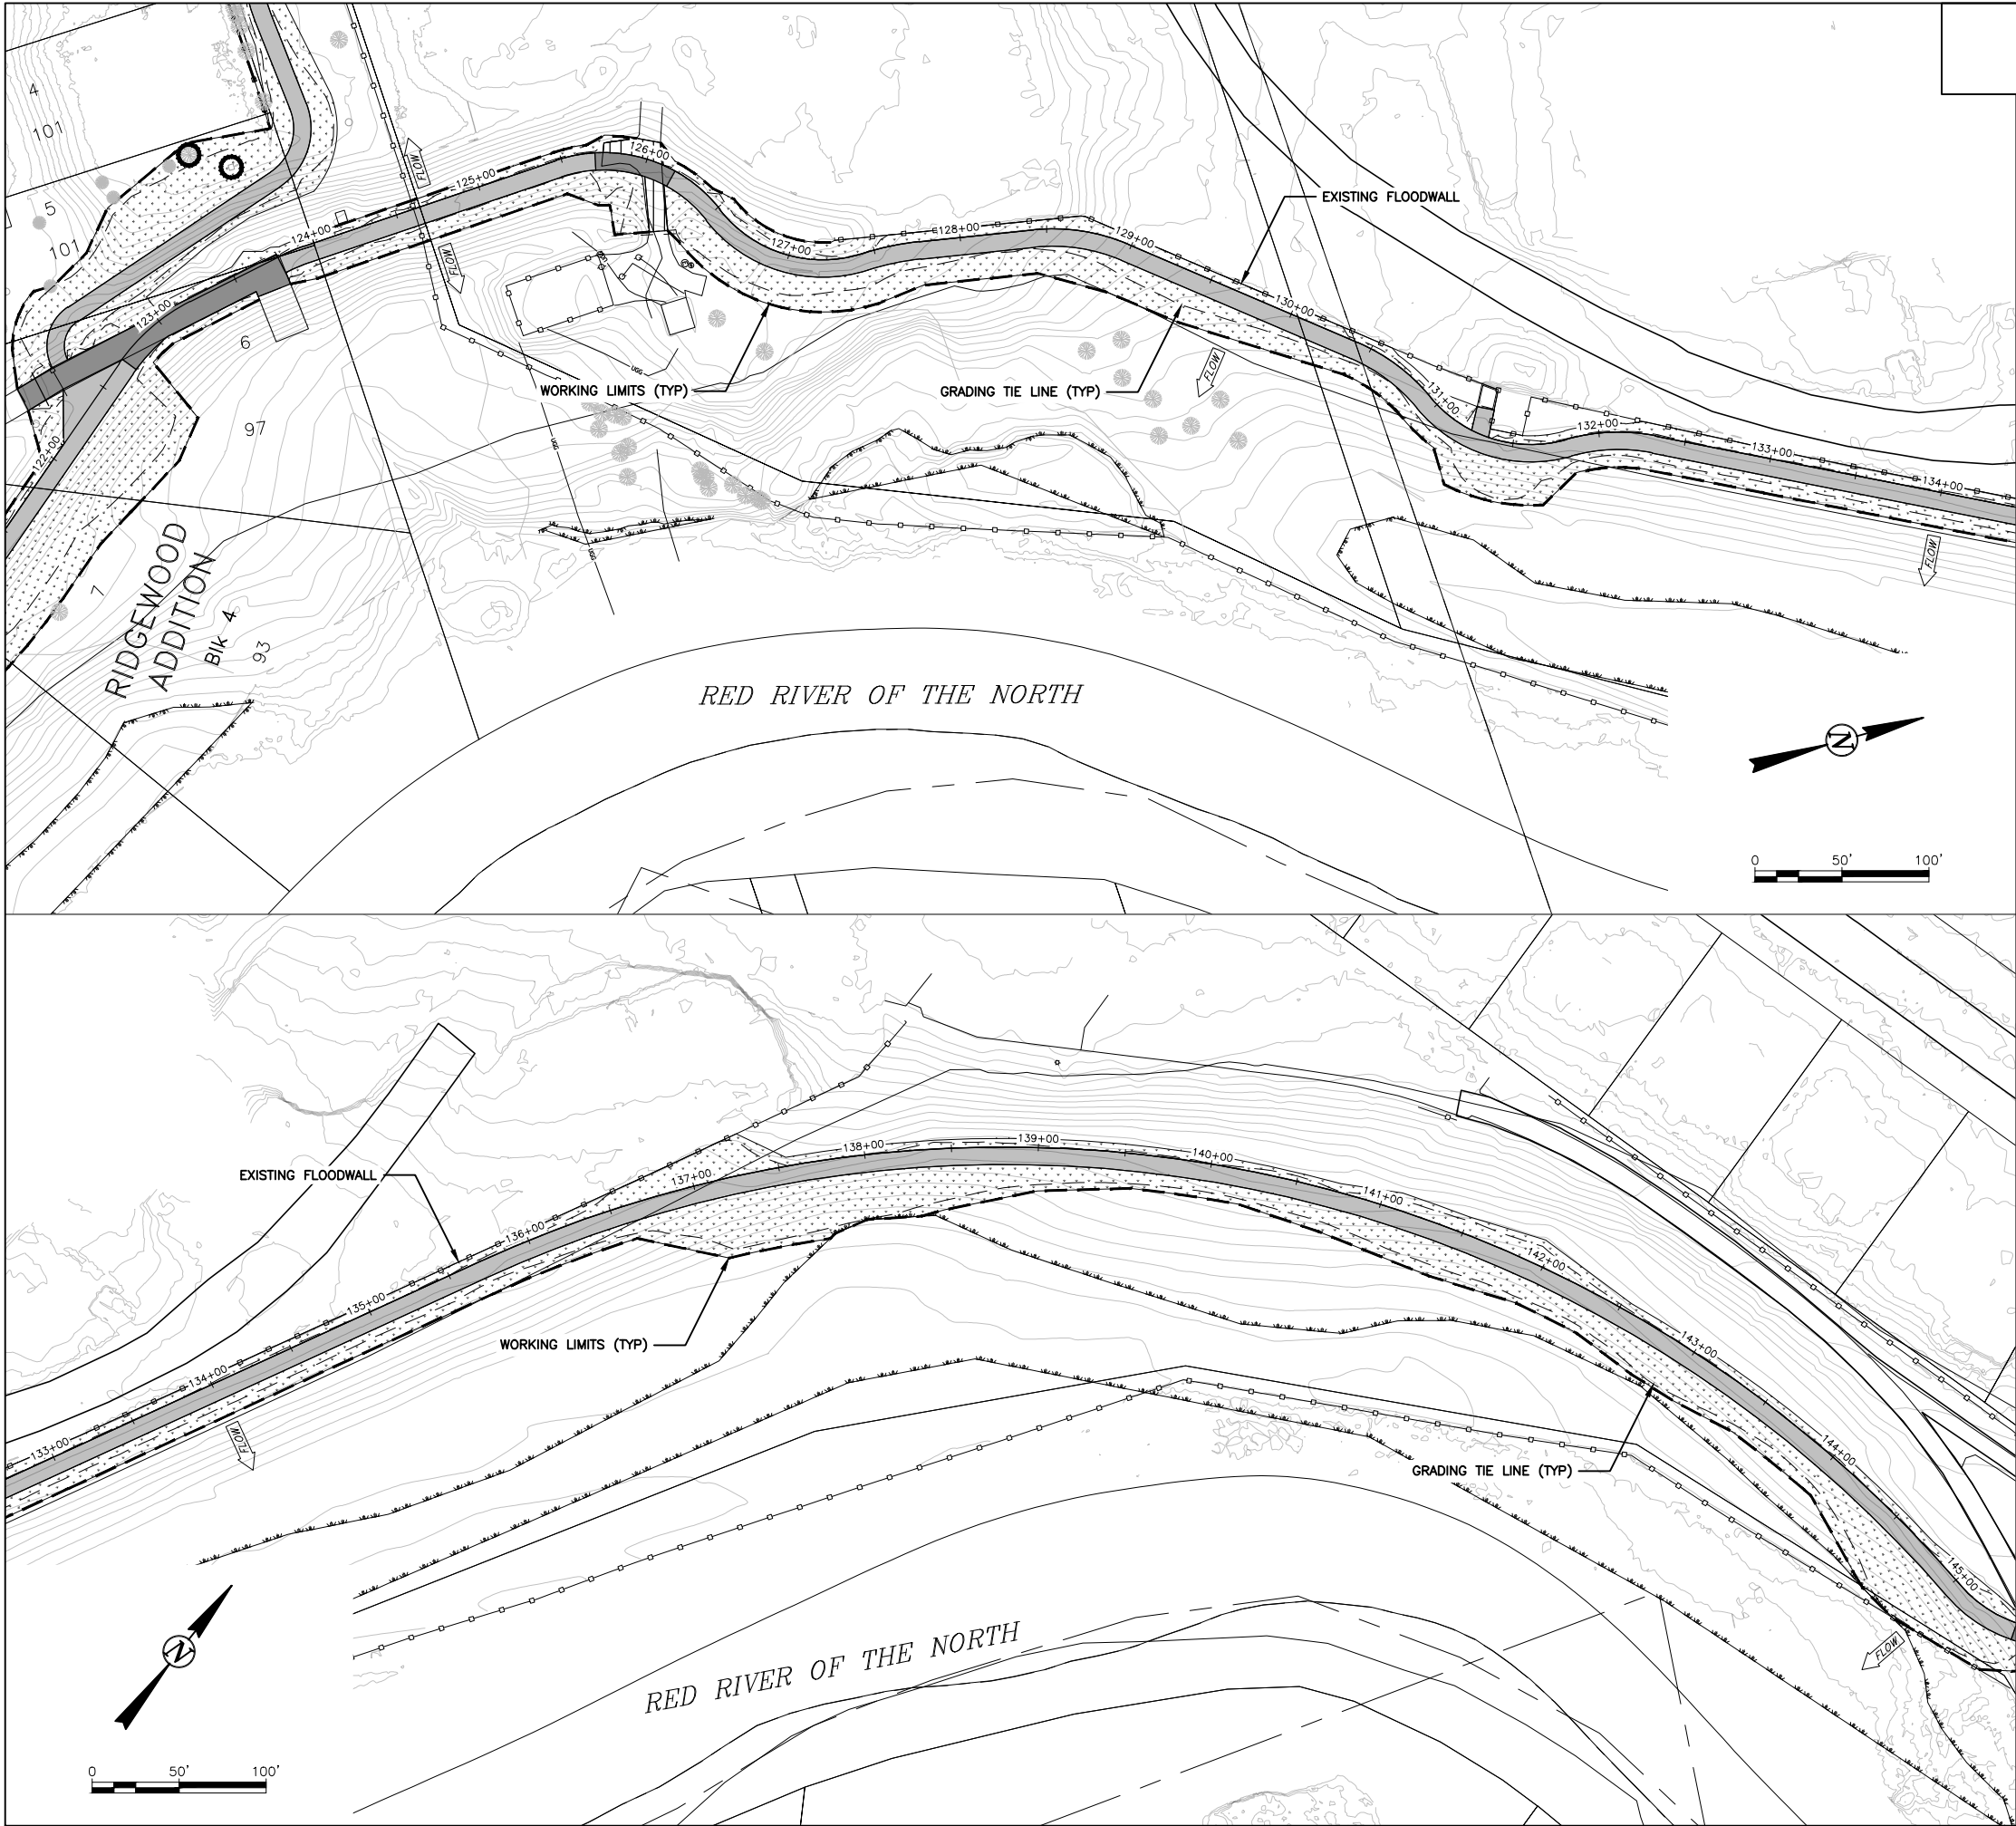 4
101
5
101
6
97
7
93
RIDGEWOOD
ADDITION
Blk 4
122+00
123+00
124+00
125+00
126+00
127+00
128+00
129+00
130+00
131+00
132+00
133+00
134+00
FLOW
FLOW
FLOW
FLOW
EXISTING FLOODWALL
WORKING LIMITS (TYP)
GRADING TIE LINE (TYP)
UGG
UGG
UGG
RED RIVER OF THE NORTH
N
0 50' 100'
133+00
134+00
135+00
136+00
137+00
138+00
139+00
140+00
141+00
142+00
143+00
144+00
145+00
EXISTING FLOODWALL
WORKING LIMITS (TYP)
GRADING TIE LINE (TYP)
FLOW
FLOW
RED RIVER OF THE NORTH
N
0 50' 100'